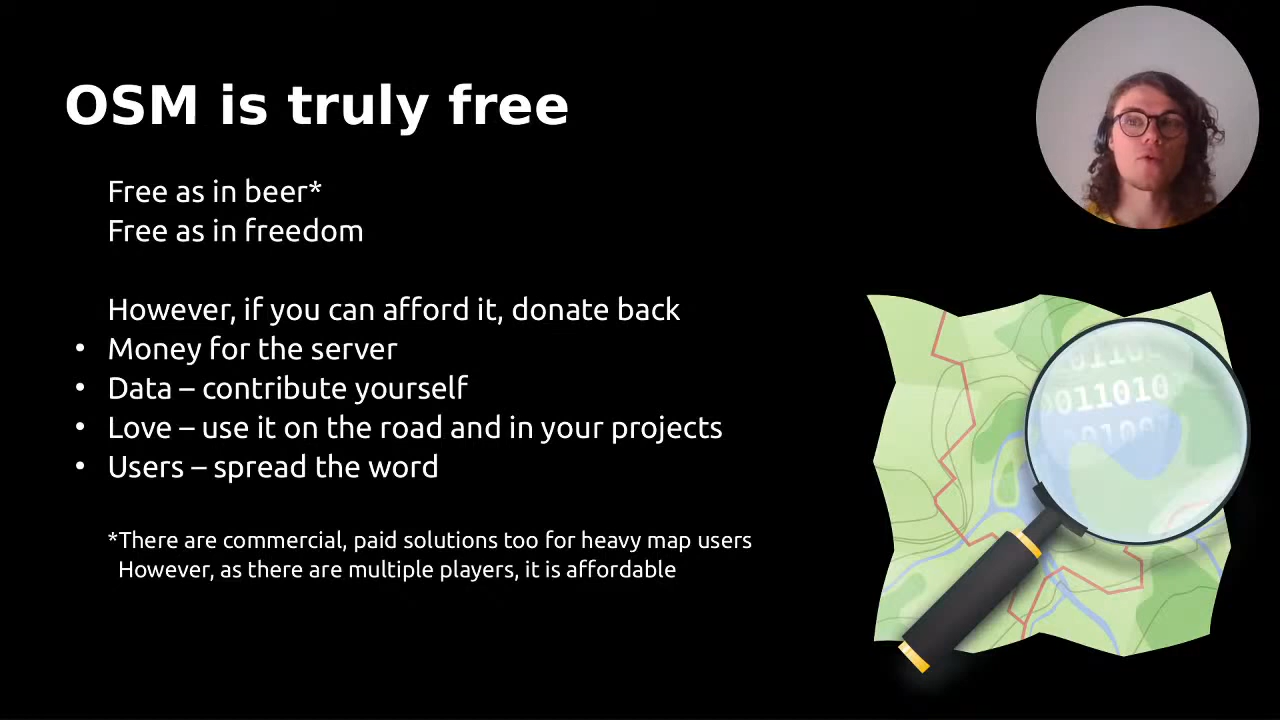 OSM is truly free
Free as in beer*
Free as in freedom
However, if you can afford it, donate back
• Money for the server
• Data – contribute yourself
• Love – use it on the road and in your projects
• Users – spread the word
*There are commercial, paid solutions too for heavy map users
However, as there are multiple players, it is affordable
0011010